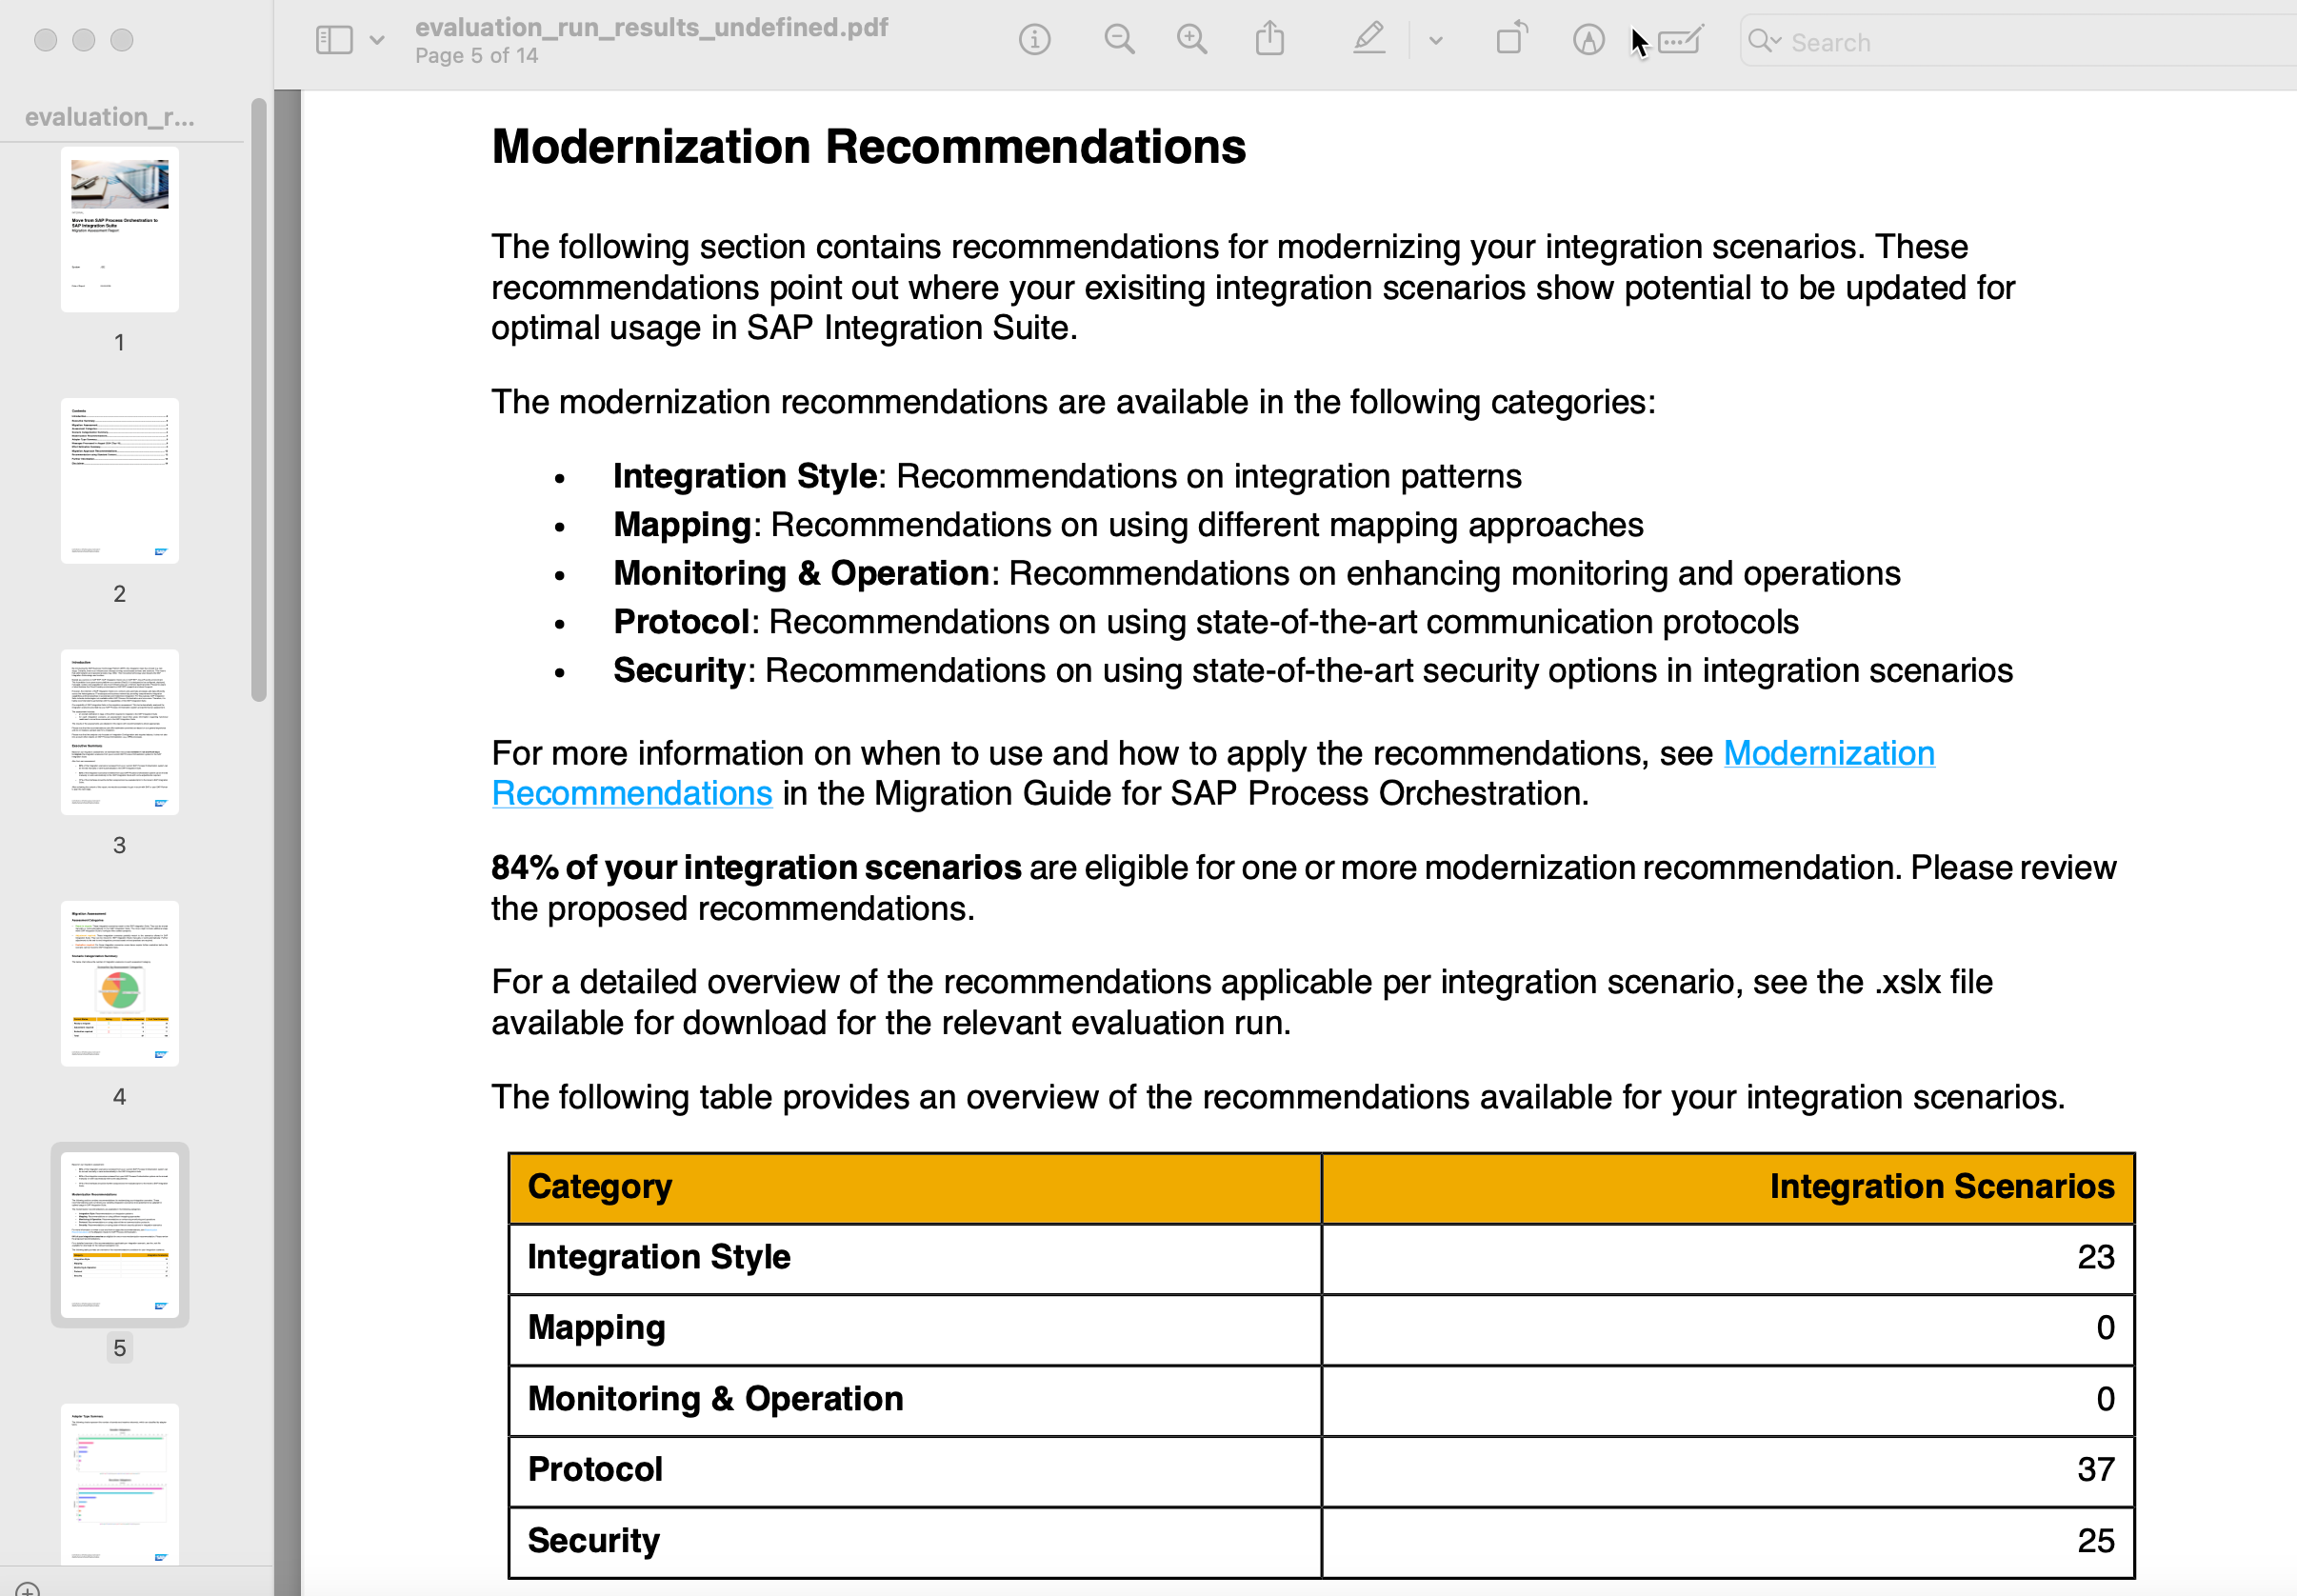 evaluation_run_results_undefined.pdf
Page 5 of 14
Search
evaluation_r...
Move from SAP Process Orchestration to
SAP Integration Suite
1
2
3
4
5
Modernization Recommendations
The following section contains recommendations for modernizing your integration scenarios. These
recommendations point out where your exisiting integration scenarios show potential to be updated for
optimal usage in SAP Integration Suite.
The modernization recommendations are available in the following categories:
• Integration Style: Recommendations on integration patterns
• Mapping: Recommendations on using different mapping approaches
• Monitoring & Operation: Recommendations on enhancing monitoring and operations
• Protocol: Recommendations on using state-of-the-art communication protocols
• Security: Recommendations on using state-of-the-art security options in integration scenarios
For more information on when to use and how to apply the recommendations, see Modernization
Recommendations in the Migration Guide for SAP Process Orchestration.
84% of your integration scenarios are eligible for one or more modernization recommendation. Please review
the proposed recommendations.
For a detailed overview of the recommendations applicable per integration scenario, see the .xslx file
available for download for the relevant evaluation run.
The following table provides an overview of the recommendations available for your integration scenarios.
Category Integration Scenarios
Integration Style 23
Mapping 0
Monitoring & Operation 0
Protocol 37
Security 25